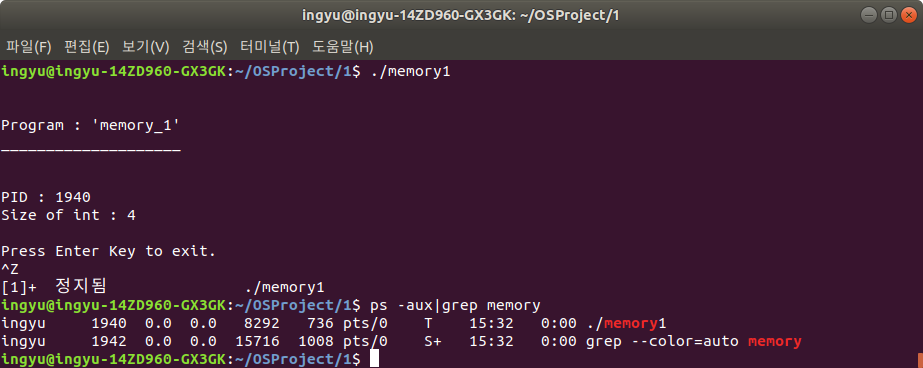 ingyu@ingyu-14ZD960-GX3GK: ~/OSProject/1
파일(F) 편집(E) 보기(V) 검색(S) 터미널(T) 도움말(H)
ingyu@ingyu-14ZD960-GX3GK:~/OSProject/1$ ./memory1
Program : 'memory_1'
____________________
PID : 1940
Size of int : 4
Press Enter Key to exit.
^Z
[1]+  정지됨               ./memory1
ingyu@ingyu-14ZD960-GX3GK:~/OSProject/1$ ps -aux|grep memory
ingyu     1940  0.0  0.0   8292   736 pts/0    T    15:32   0:00 ./memory1
ingyu     1942  0.0  0.0  15716  1008 pts/0    S+   15:32   0:00 grep --color=auto memory
ingyu@ingyu-14ZD960-GX3GK:~/OSProject/1$